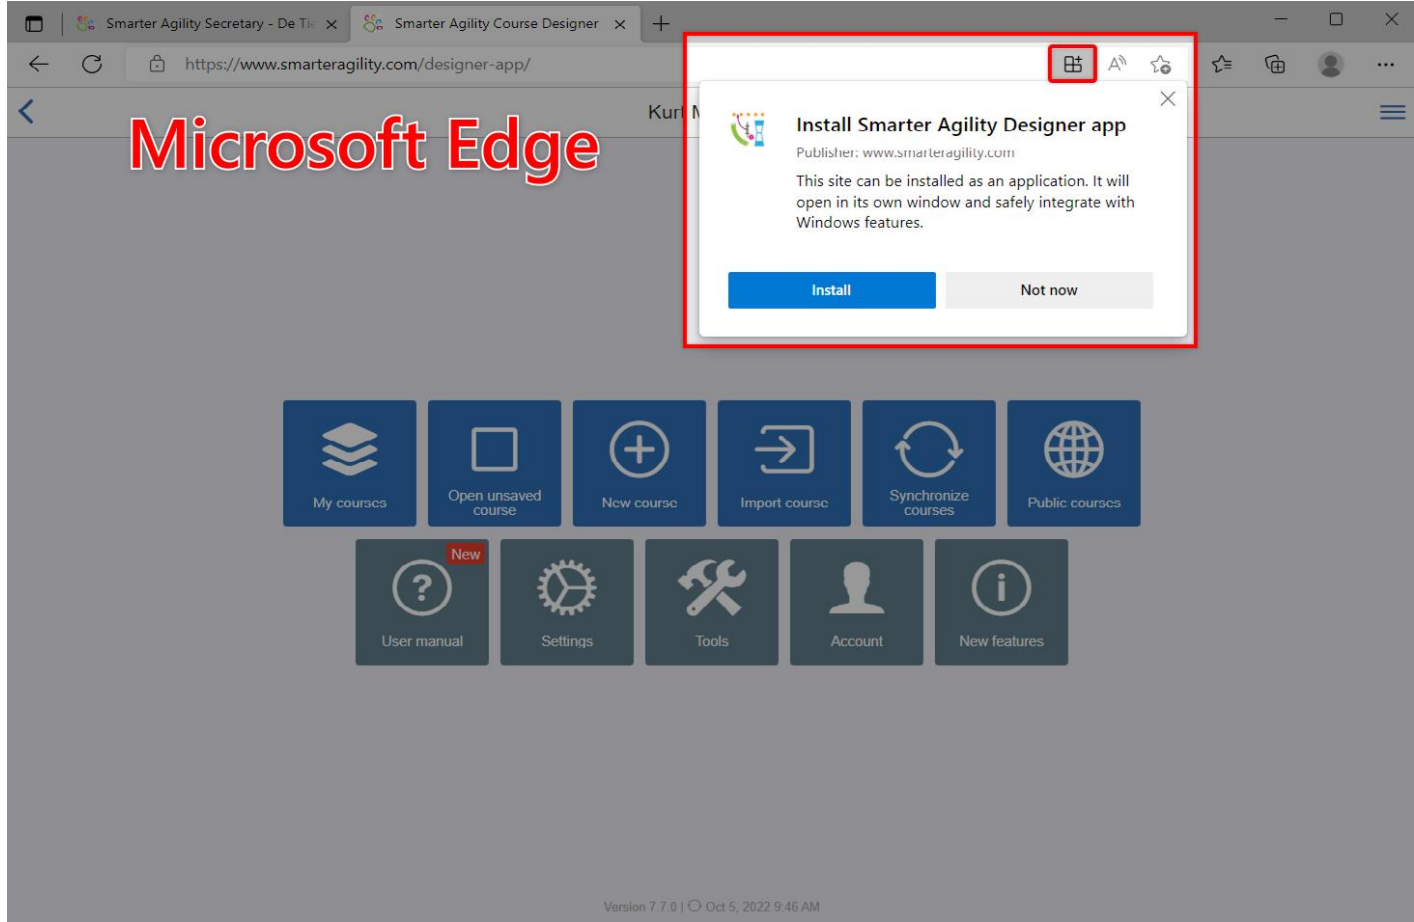 Smarter Agility Secretary - De Ti
Smarter Agility Course Designer
https://www.smarteragility.com/designer-app/
Kurt M
Microsoft Edge
Install Smarter Agility Designer app
Publisher: www.smarteragility.com
This site can be installed as an application. It will
open in its own window and safely integrate with
Windows features.
Install
Not now
My courses
Open unsaved
course
New course
Import course
Synchronize
courses
Public courses
New
User manual
Settings
Tools
Account
New features
Version 7.7.0 | Oct 5, 2022 9:46 AM